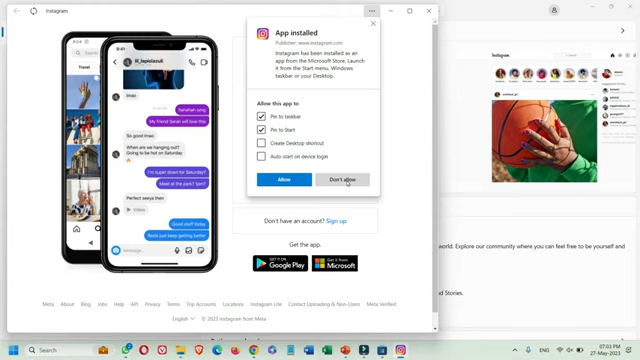 Instagram
App installed
Publisher: www.instagram.com
Instagram has been installed as an
app from the Microsoft Store. Launch
it from the Start menu, Windows
taskbar or your Desktop.
Allow this app to
Pin to taskbar
Pin to Start
Create Desktop shortcut
Auto-start on device login
Allow
Don't allow
9:41
Search
Travel
lil_lapislazuli
lmao
hahahah omg
My friend Sarah will love this
So good lmao
When are we hanging out?
Going to be hot on Saturday
I'm super down for Saturday
Meet at the park? 1pm?
Perfect seeya then
Good stuff today
Reels just keep getting better
Message...
Don't have an account? Sign up
Get the app.
GET IT ON
Google Play
Get it from
Microsoft
Meta
About
Blog
Jobs
Help
API
Privacy
Terms
Top Accounts
Locations
Instagram Lite
Contact Uploading & Non-Users
Meta Verified
English
© 2023 Instagram from Meta
Instagram
world. Explore our community where you can feel free to be yourself and
d Stories.
Search
ENG
07:03 PM
27-May-2023